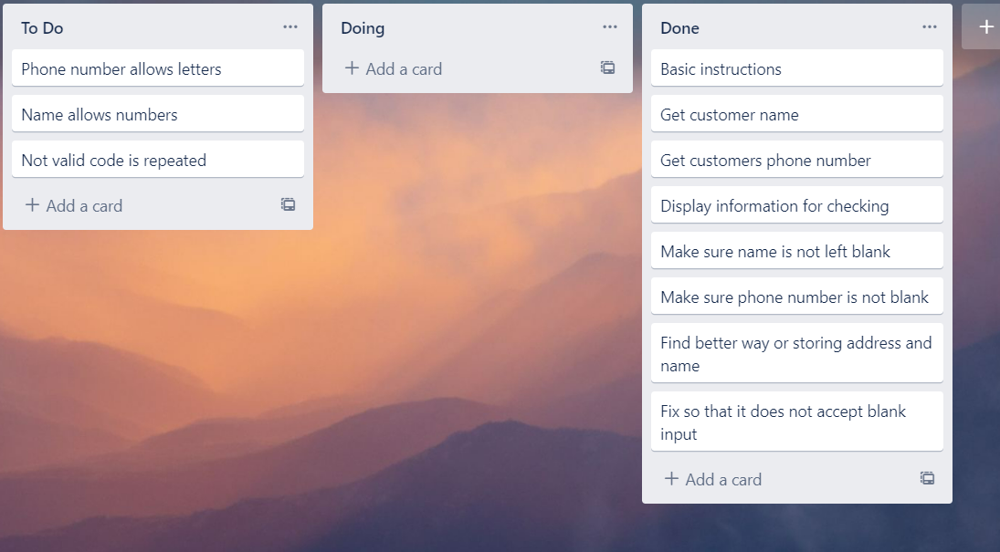 To Do
Phone number allows letters
Name allows numbers
Not valid code is repeated
Add a card
Doing
Add a card
Done
Basic instructions
Get customer name
Get customers phone number
Display information for checking
Make sure name is not left blank
Make sure phone number is not blank
Find better way or storing address and
name
Fix so that it does not accept blank
input
Add a card